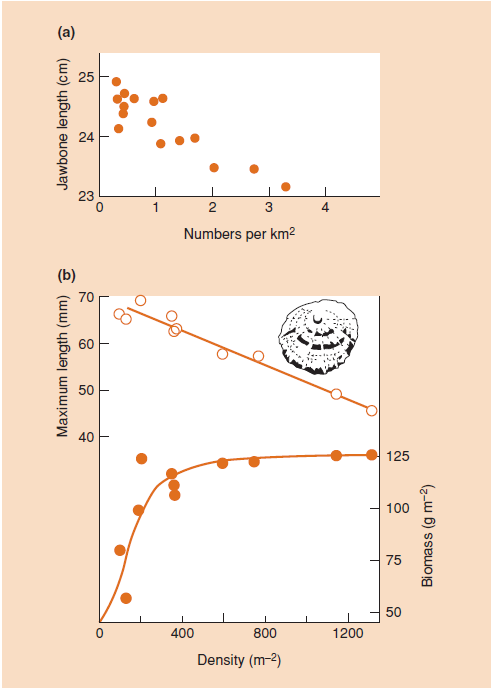 (a)
Jawbone length (cm)
25
24
23
0 1 2 3 4
Numbers per km²
(b)
Maximum length (mm)
70
60
50
40
125
100
75
50
Biomass (g m⁻²)
0 400 800 1200
Density (m⁻²)